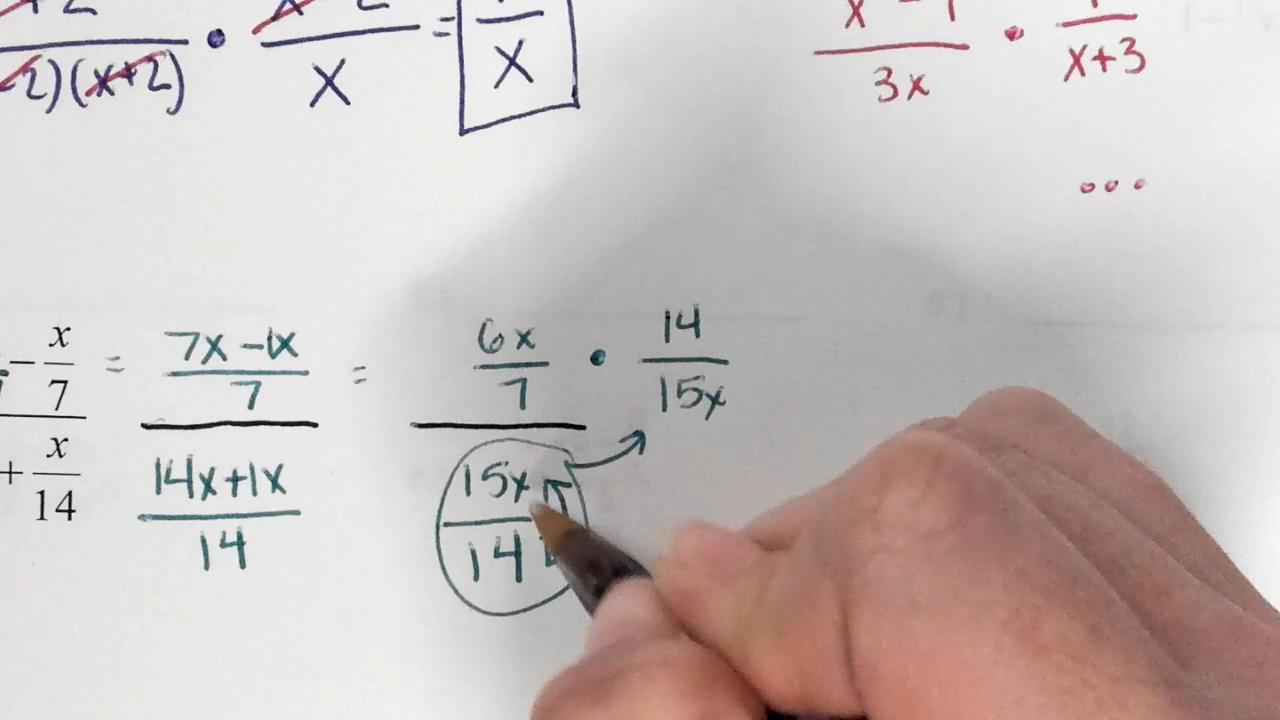 2)(x+2) • / x = 1/x
x - 1 / 3x • 1 / x+3
...
- x/7 = (7x - 1x)/7 = 6x/7 • 14/15x
+ x/14 (14x+1x)/14 15x/14